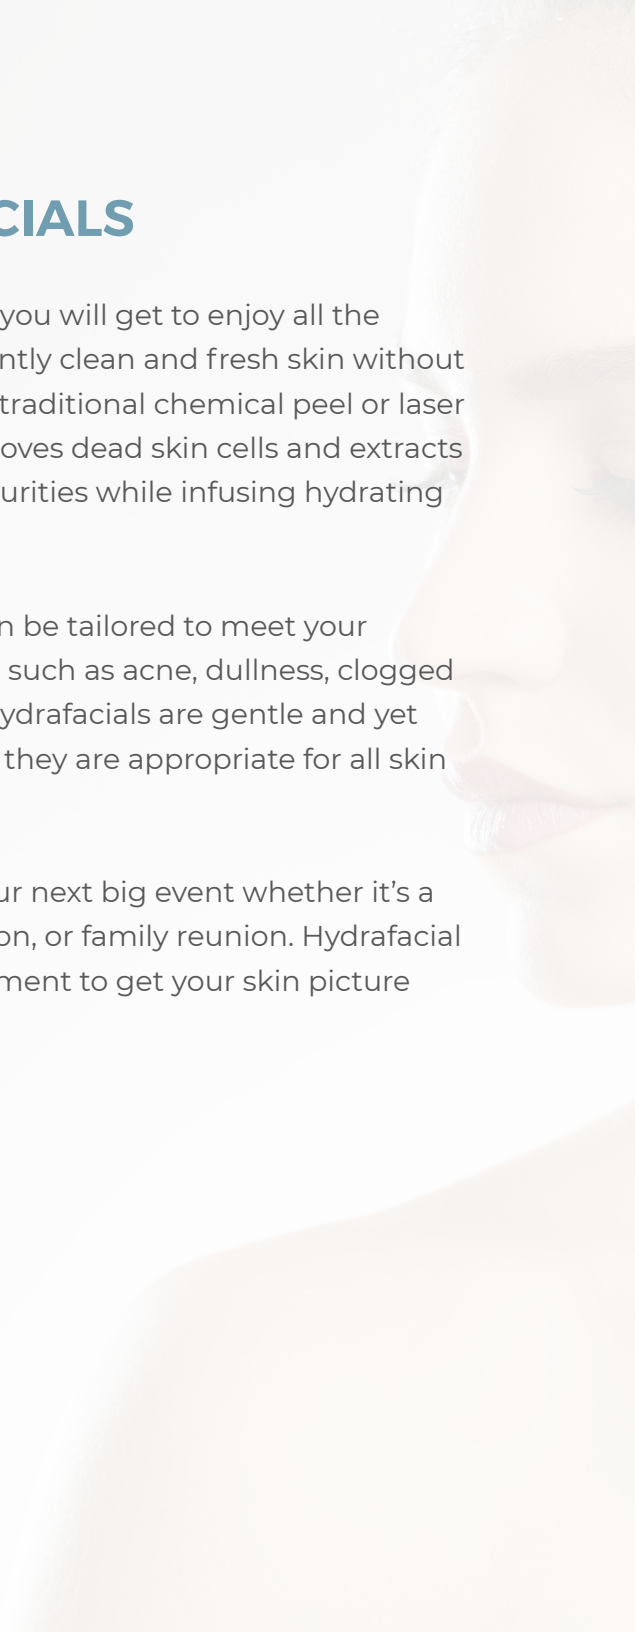 CIALS
you will get to enjoy all the
ntly clean and fresh skin without
traditional chemical peel or laser
oves dead skin cells and extracts
urities while infusing hydrating
n be tailored to meet your
such as acne, dullness, clogged
ydrafacials are gentle and yet
they are appropriate for all skin
ur next big event whether it’s a
on, or family reunion. Hydrafacial
ment to get your skin picture